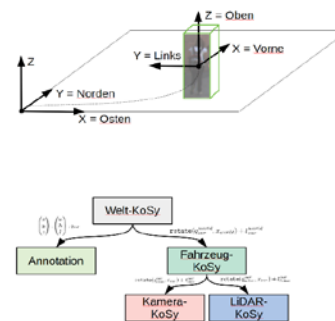 Z = Oben
Y = Links
X = Vorne
Z
Y = Norden
X = Osten
Welt-KoSy
Annotation
Fahrzeug-
KoSy
Kamera-
KoSy
LiDAR-
KoSy